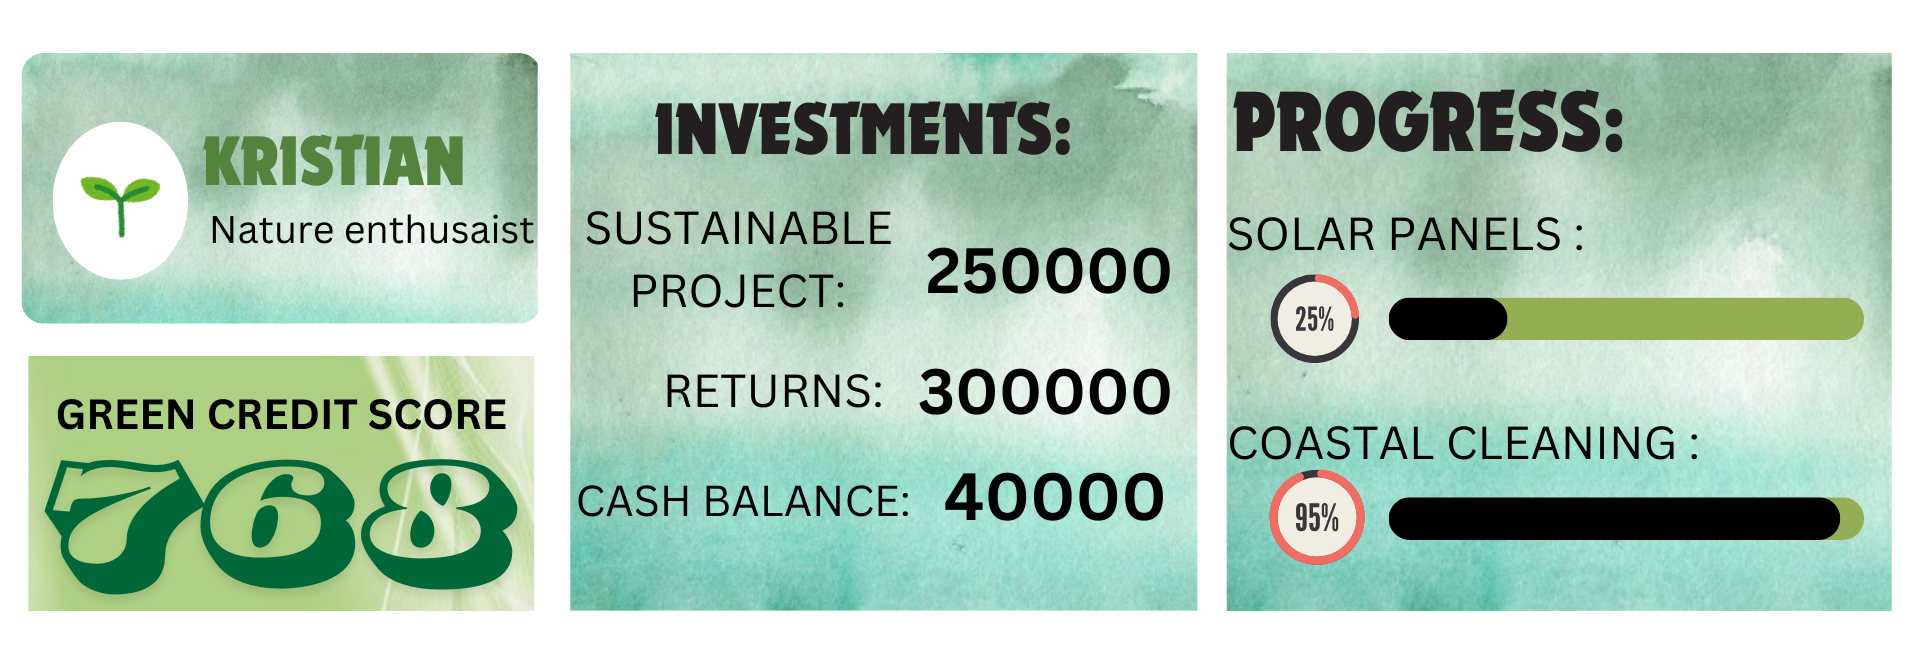 KRISTIAN
Nature enthusaist
GREEN CREDIT SCORE
768
INVESTMENTS:
SUSTAINABLE
PROJECT:
250000
RETURNS: 300000
CASH BALANCE: 40000
PROGRESS:
SOLAR PANELS :
25%
COASTAL CLEANING :
95%